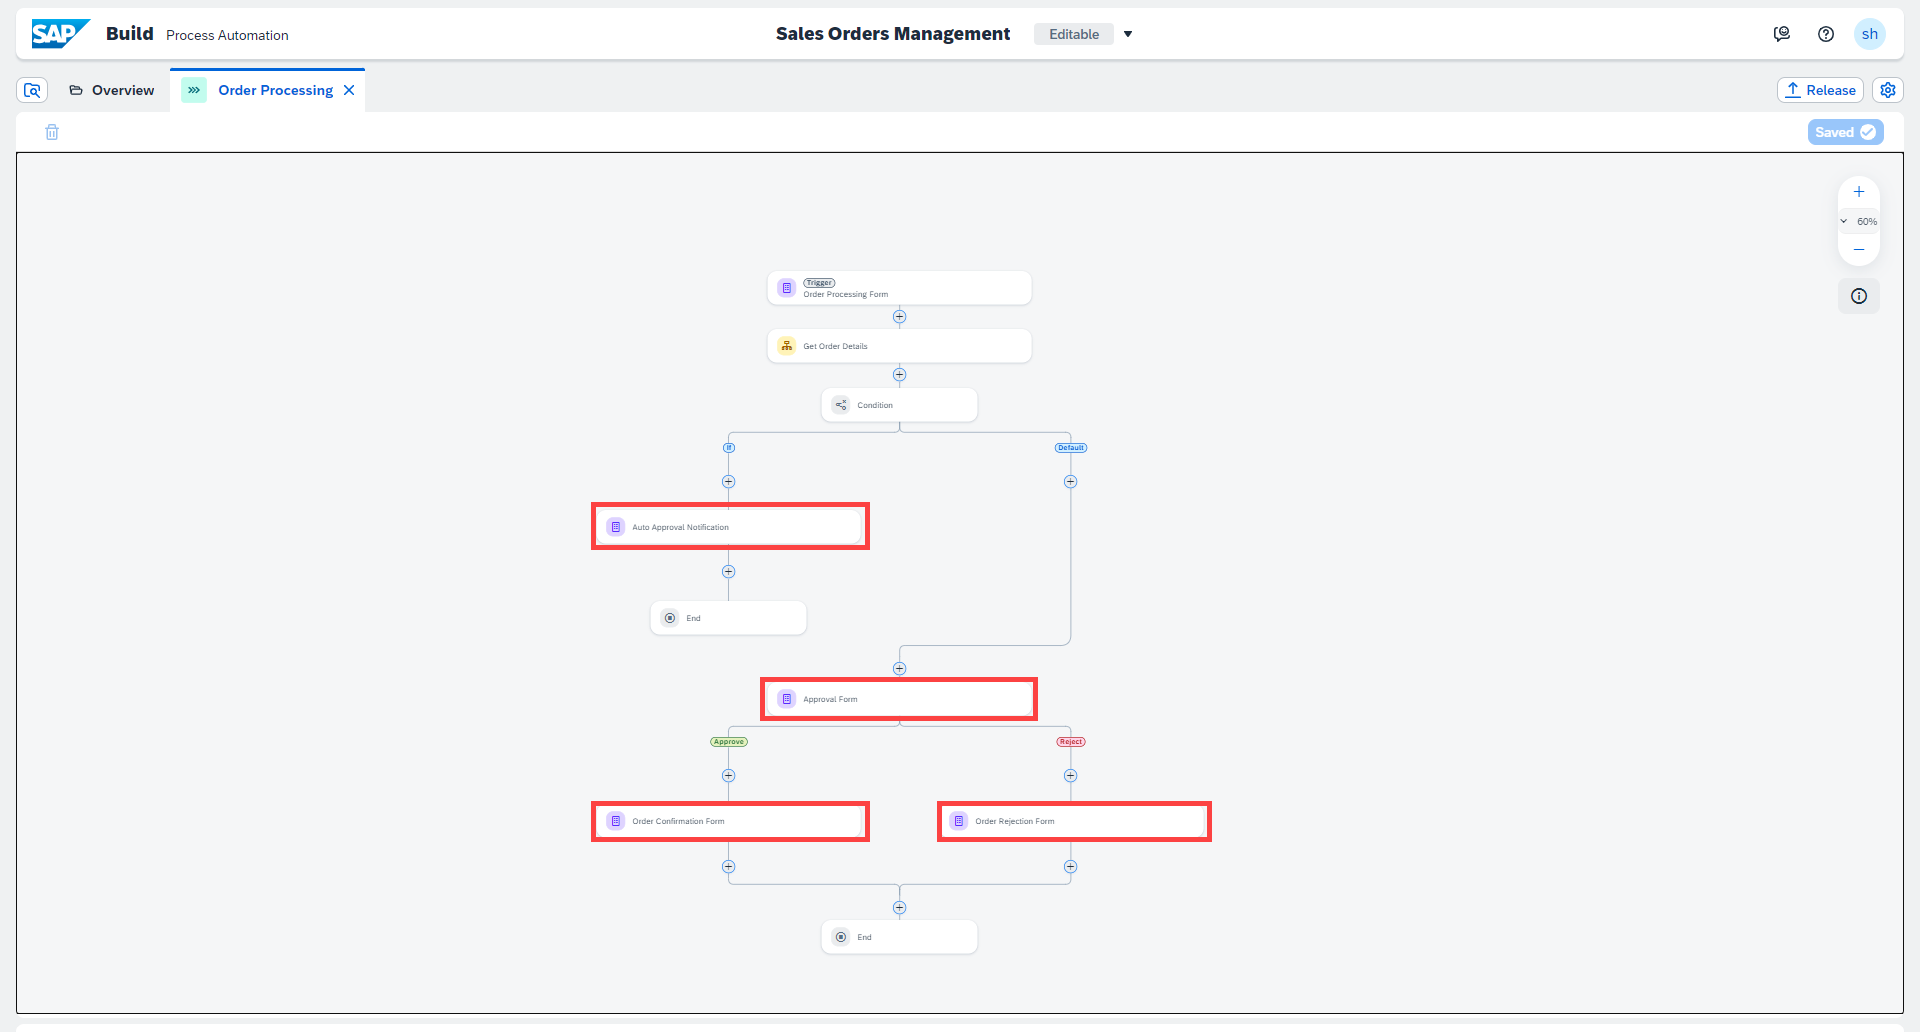 SAP Build Process Automation
Sales Orders Management Editable
sh
Overview
Order Processing
Release
Saved
60%
Trigger
Order Processing Form
Get Order Details
Condition
If
Default
Auto Approval Notification
End
Approval Form
Approve
Reject
Order Confirmation Form
Order Rejection Form
End